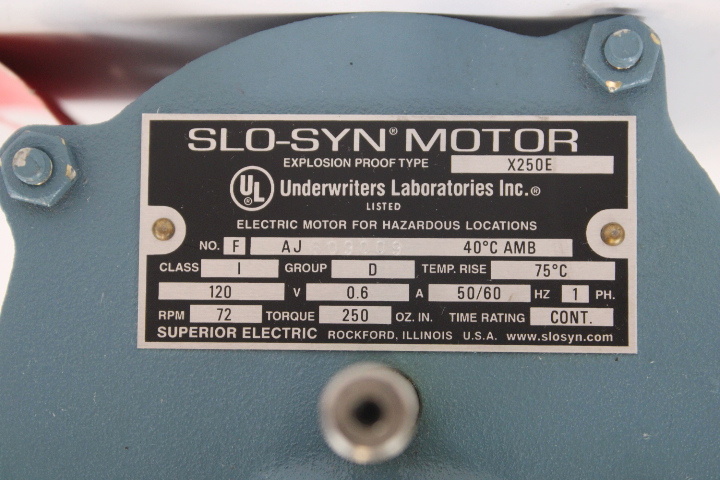 SLO-SYN® MOTOR
EXPLOSION PROOF TYPE X250E
UL® Underwriters Laboratories Inc.®
LISTED
ELECTRIC MOTOR FOR HAZARDOUS LOCATIONS
NO. F AJ 40°C AMB
CLASS I GROUP D TEMP. RISE 75°C
120 V 0.6 A 50/60 HZ 1 PH.
RPM 72 TORQUE 250 OZ. IN. TIME RATING CONT.
SUPERIOR ELECTRIC ROCKFORD, ILLINOIS U.S.A. www.slosyn.com